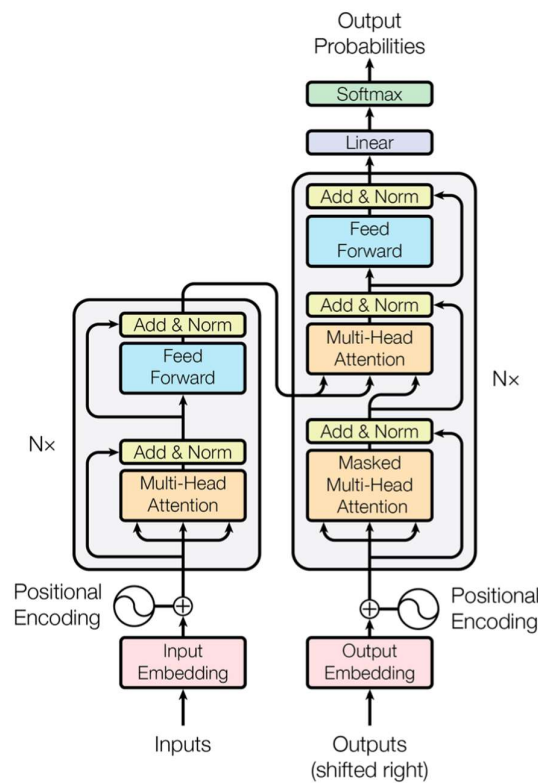 Output
Probabilities
Softmax
Linear
Add & Norm
Feed
Forward
Add & Norm
Multi-Head
Attention
Add & Norm
Masked
Multi-Head
Attention
N×
Add & Norm
Feed
Forward
Add & Norm
Multi-Head
Attention
N×
Positional
Encoding
Input
Embedding
Inputs
Positional
Encoding
Output
Embedding
Outputs
(shifted right)